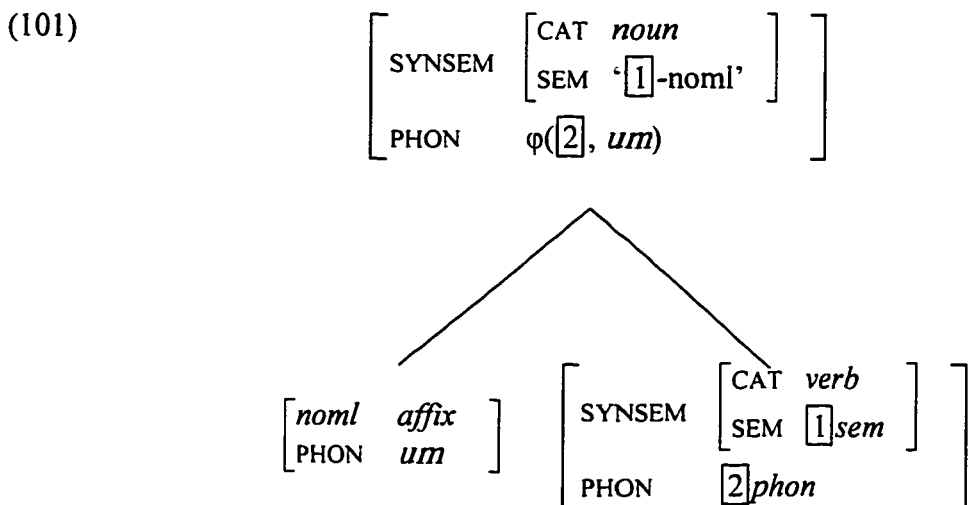 (101)
SYNSEM [CAT noun
SEM ‘[1]-noml’]
PHON φ([2], um)
[noml affix
PHON um]
SYNSEM [CAT verb
SEM [1]sem]
PHON [2]phon